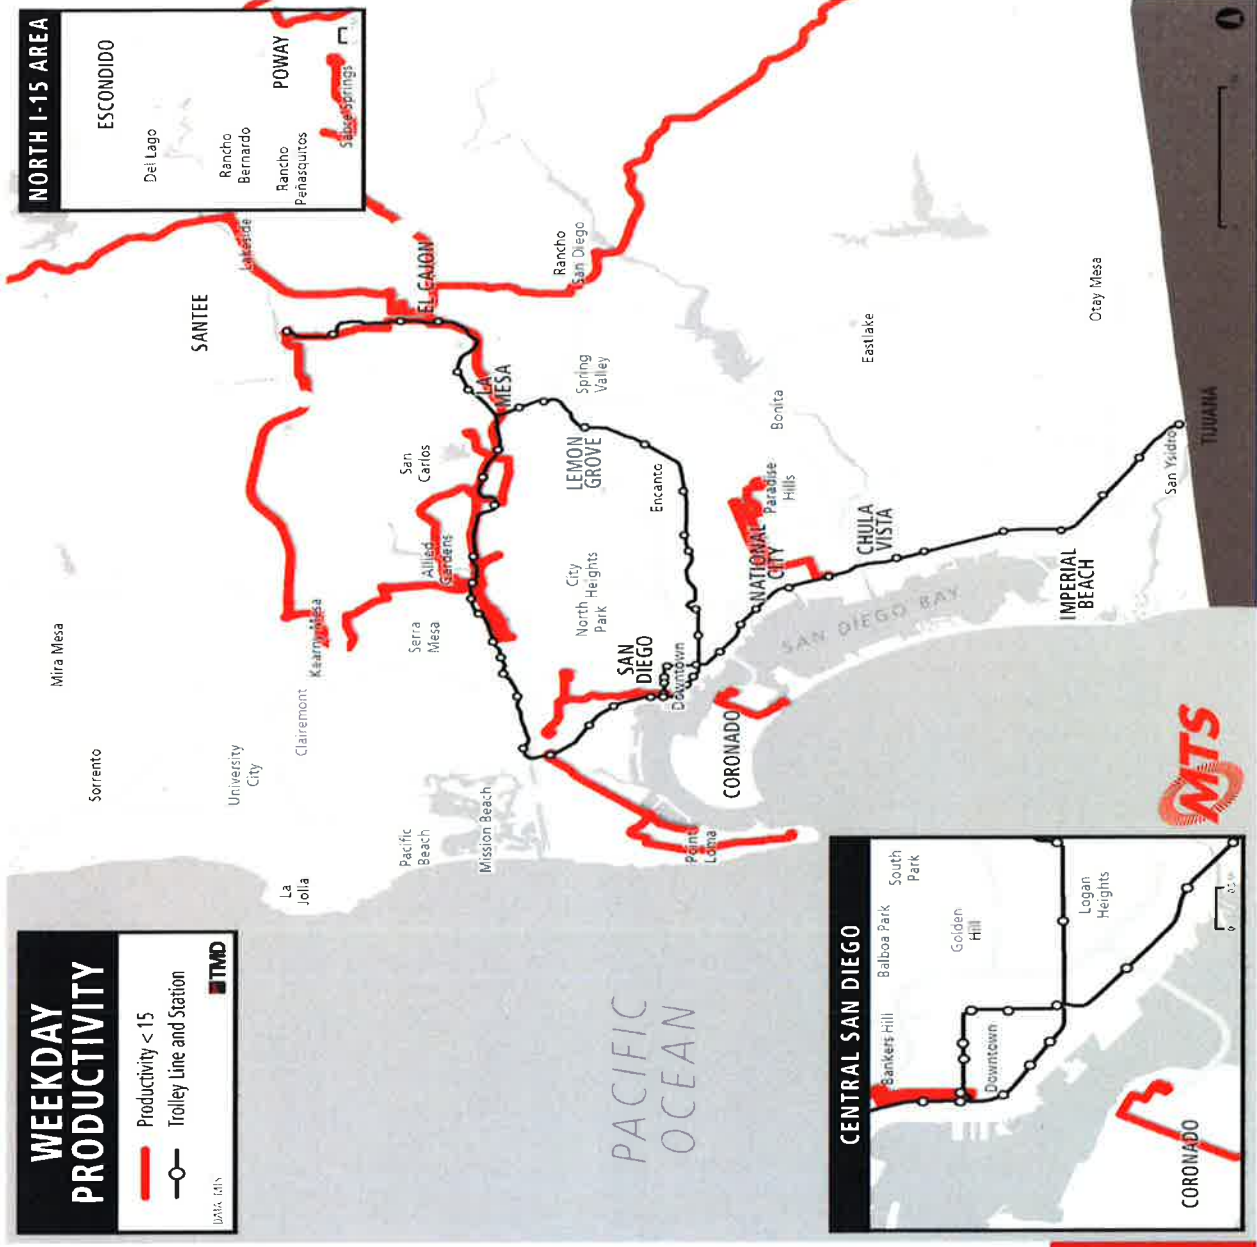 WEEKDAY
PRODUCTIVITY
Productivity < 15
Trolley Line and Station
DATA: MTS
TMD
NORTH I-15 AREA
ESCONDIDO
Del Lago
Rancho
Bernardo
Rancho
Peñasquitos
POWAY
Sabre Springs
Sorrento
Mira Mesa
SANTEE
Lakeside
University
City
La
Jolla
Clairemont
Kearny Mesa
Pacific
Beach
Serra
Mesa
Allied
Gardens
San
Carlos
EL CAJON
Mission Beach
LA
MESA
Rancho
San Diego
North
Park
City
Heights
LEMON
GROVE
Spring
Valley
SAN
DIEGO
Encanto
Downtown
Point
Loma
CORONADO
NATIONAL
CITY
Paradise
Hills
Bonita
SAN DIEGO BAY
CHULA
VISTA
Eastlake
IMPERIAL
BEACH
Otay Mesa
San Ysidro
TIJUANA
PACIFIC
OCEAN
CENTRAL SAN DIEGO
Bankers Hill
Balboa Park
South
Park
Golden
Hill
Downtown
Logan
Heights
CORONADO
0
MTS